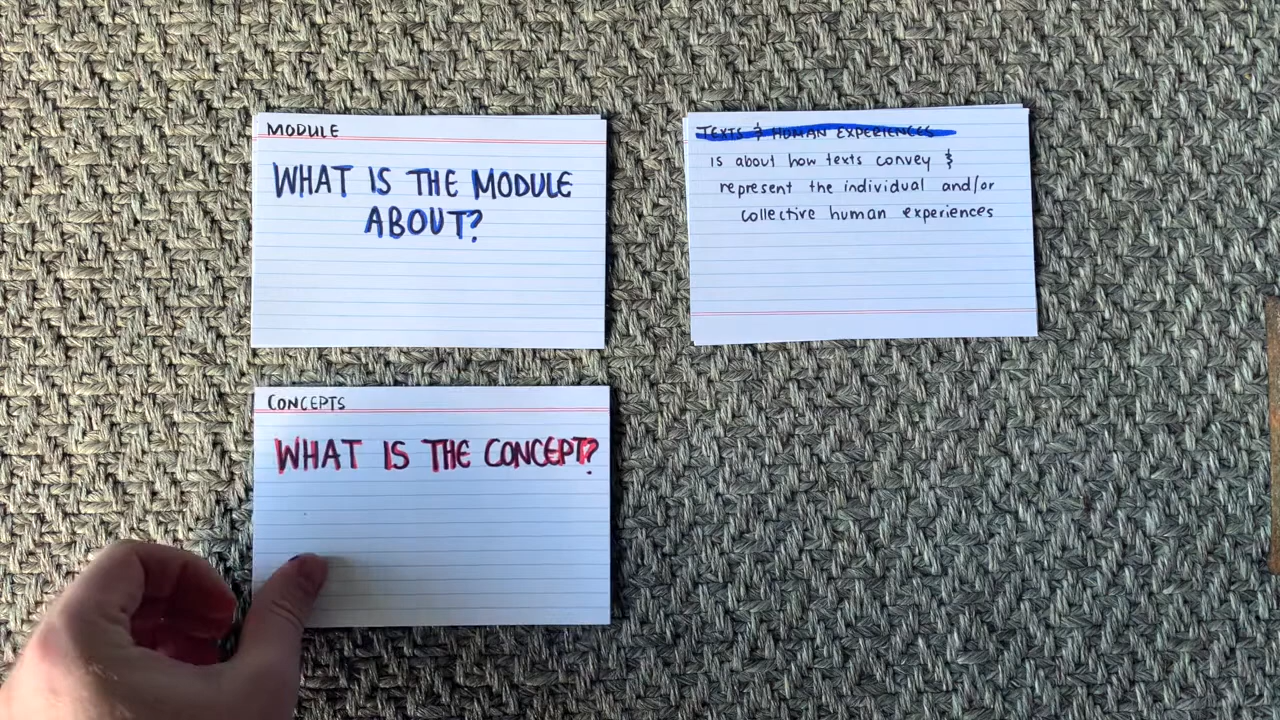 MODULE
WHAT IS THE MODULE
ABOUT?
TEXTS & HUMAN EXPERIENCES
is about how texts convey &
represent the individual and/or
collective human experiences
CONCEPTS
WHAT IS THE CONCEPT?